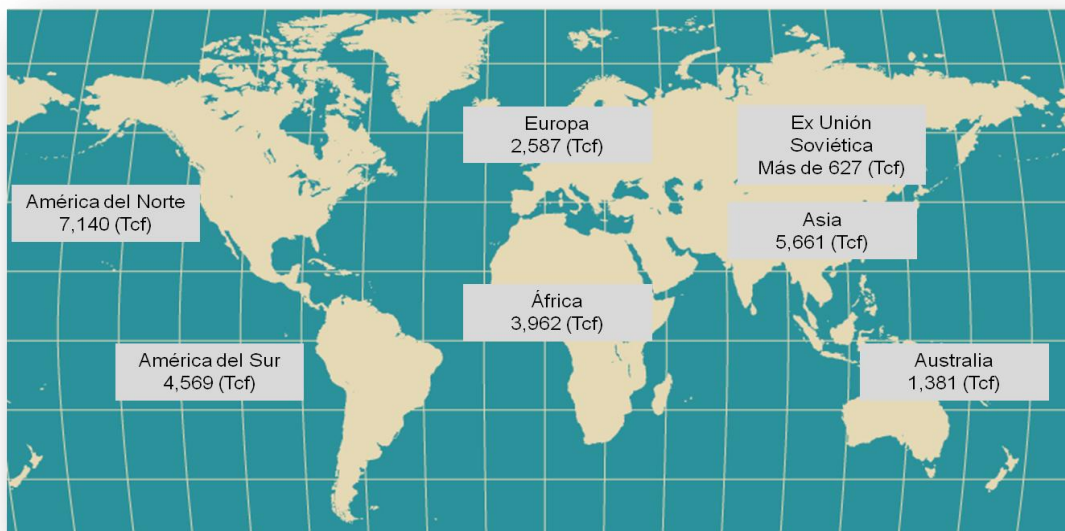 Europa
2,587 (Tcf)
Ex Unión
Soviética
Más de 627 (Tcf)
América del Norte
7,140 (Tcf)
Asia
5,661 (Tcf)
África
3,962 (Tcf)
América del Sur
4,569 (Tcf)
Australia
1,381 (Tcf)